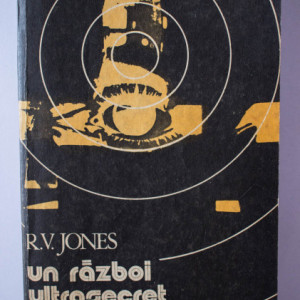 R.V. JONES
un război
ultrasecret